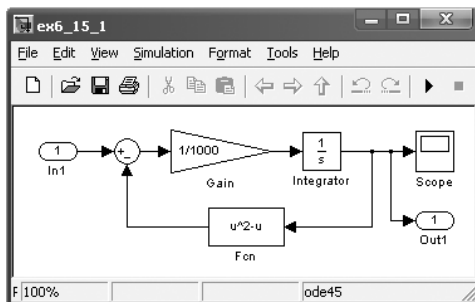 ex6_15_1
File Edit View Simulation Format Tools Help
1
In1
+
-
1/1000
Gain
1
s
Integrator
Scope
u^2-u
Fcn
1
Out1
100%
ode45